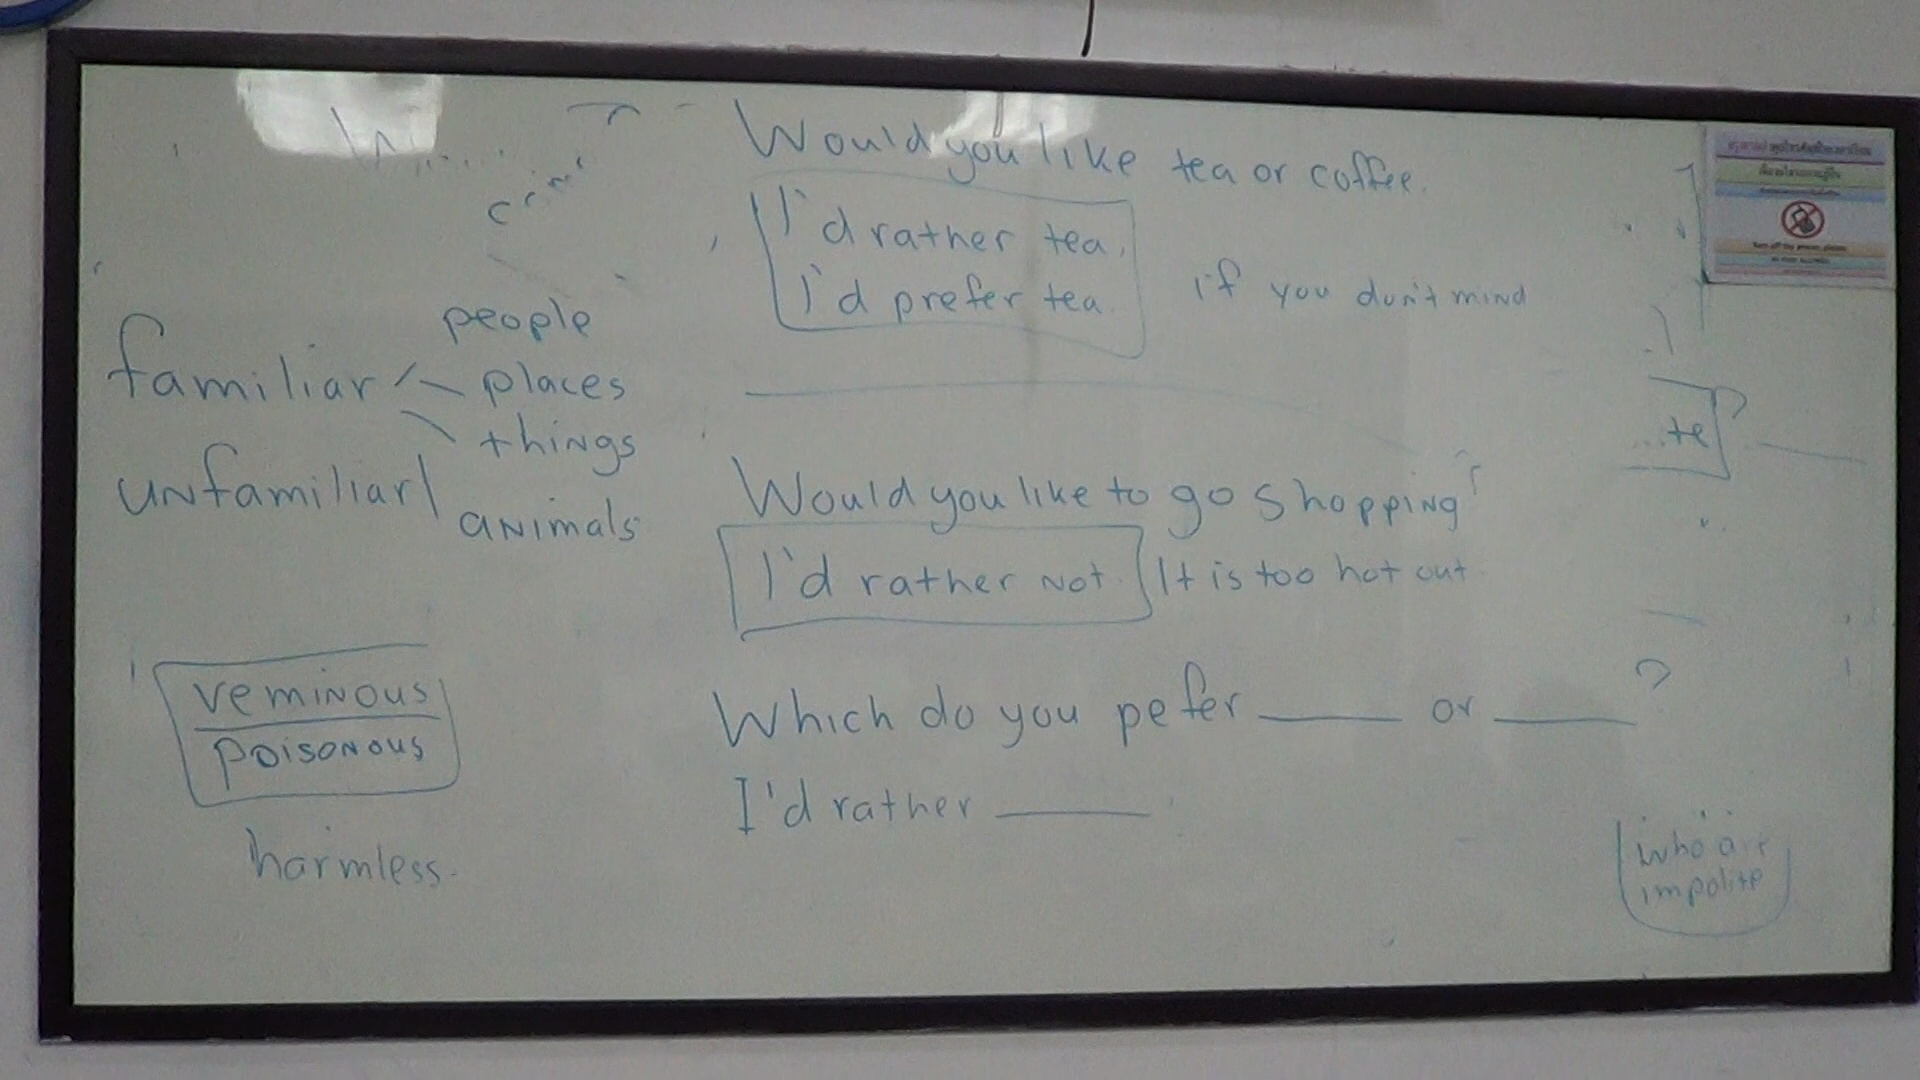 Would you like tea or coffee.
I'd rather tea.
I'd prefer tea. if you don't mind
familiar
people
places
things
unfamiliar
animals
Would you like to go shopping?
I'd rather not. It is too hot out.
Which do you pefer ____ or ____ ?
I'd rather ____
veminous
poisonous
harmless.
impolite